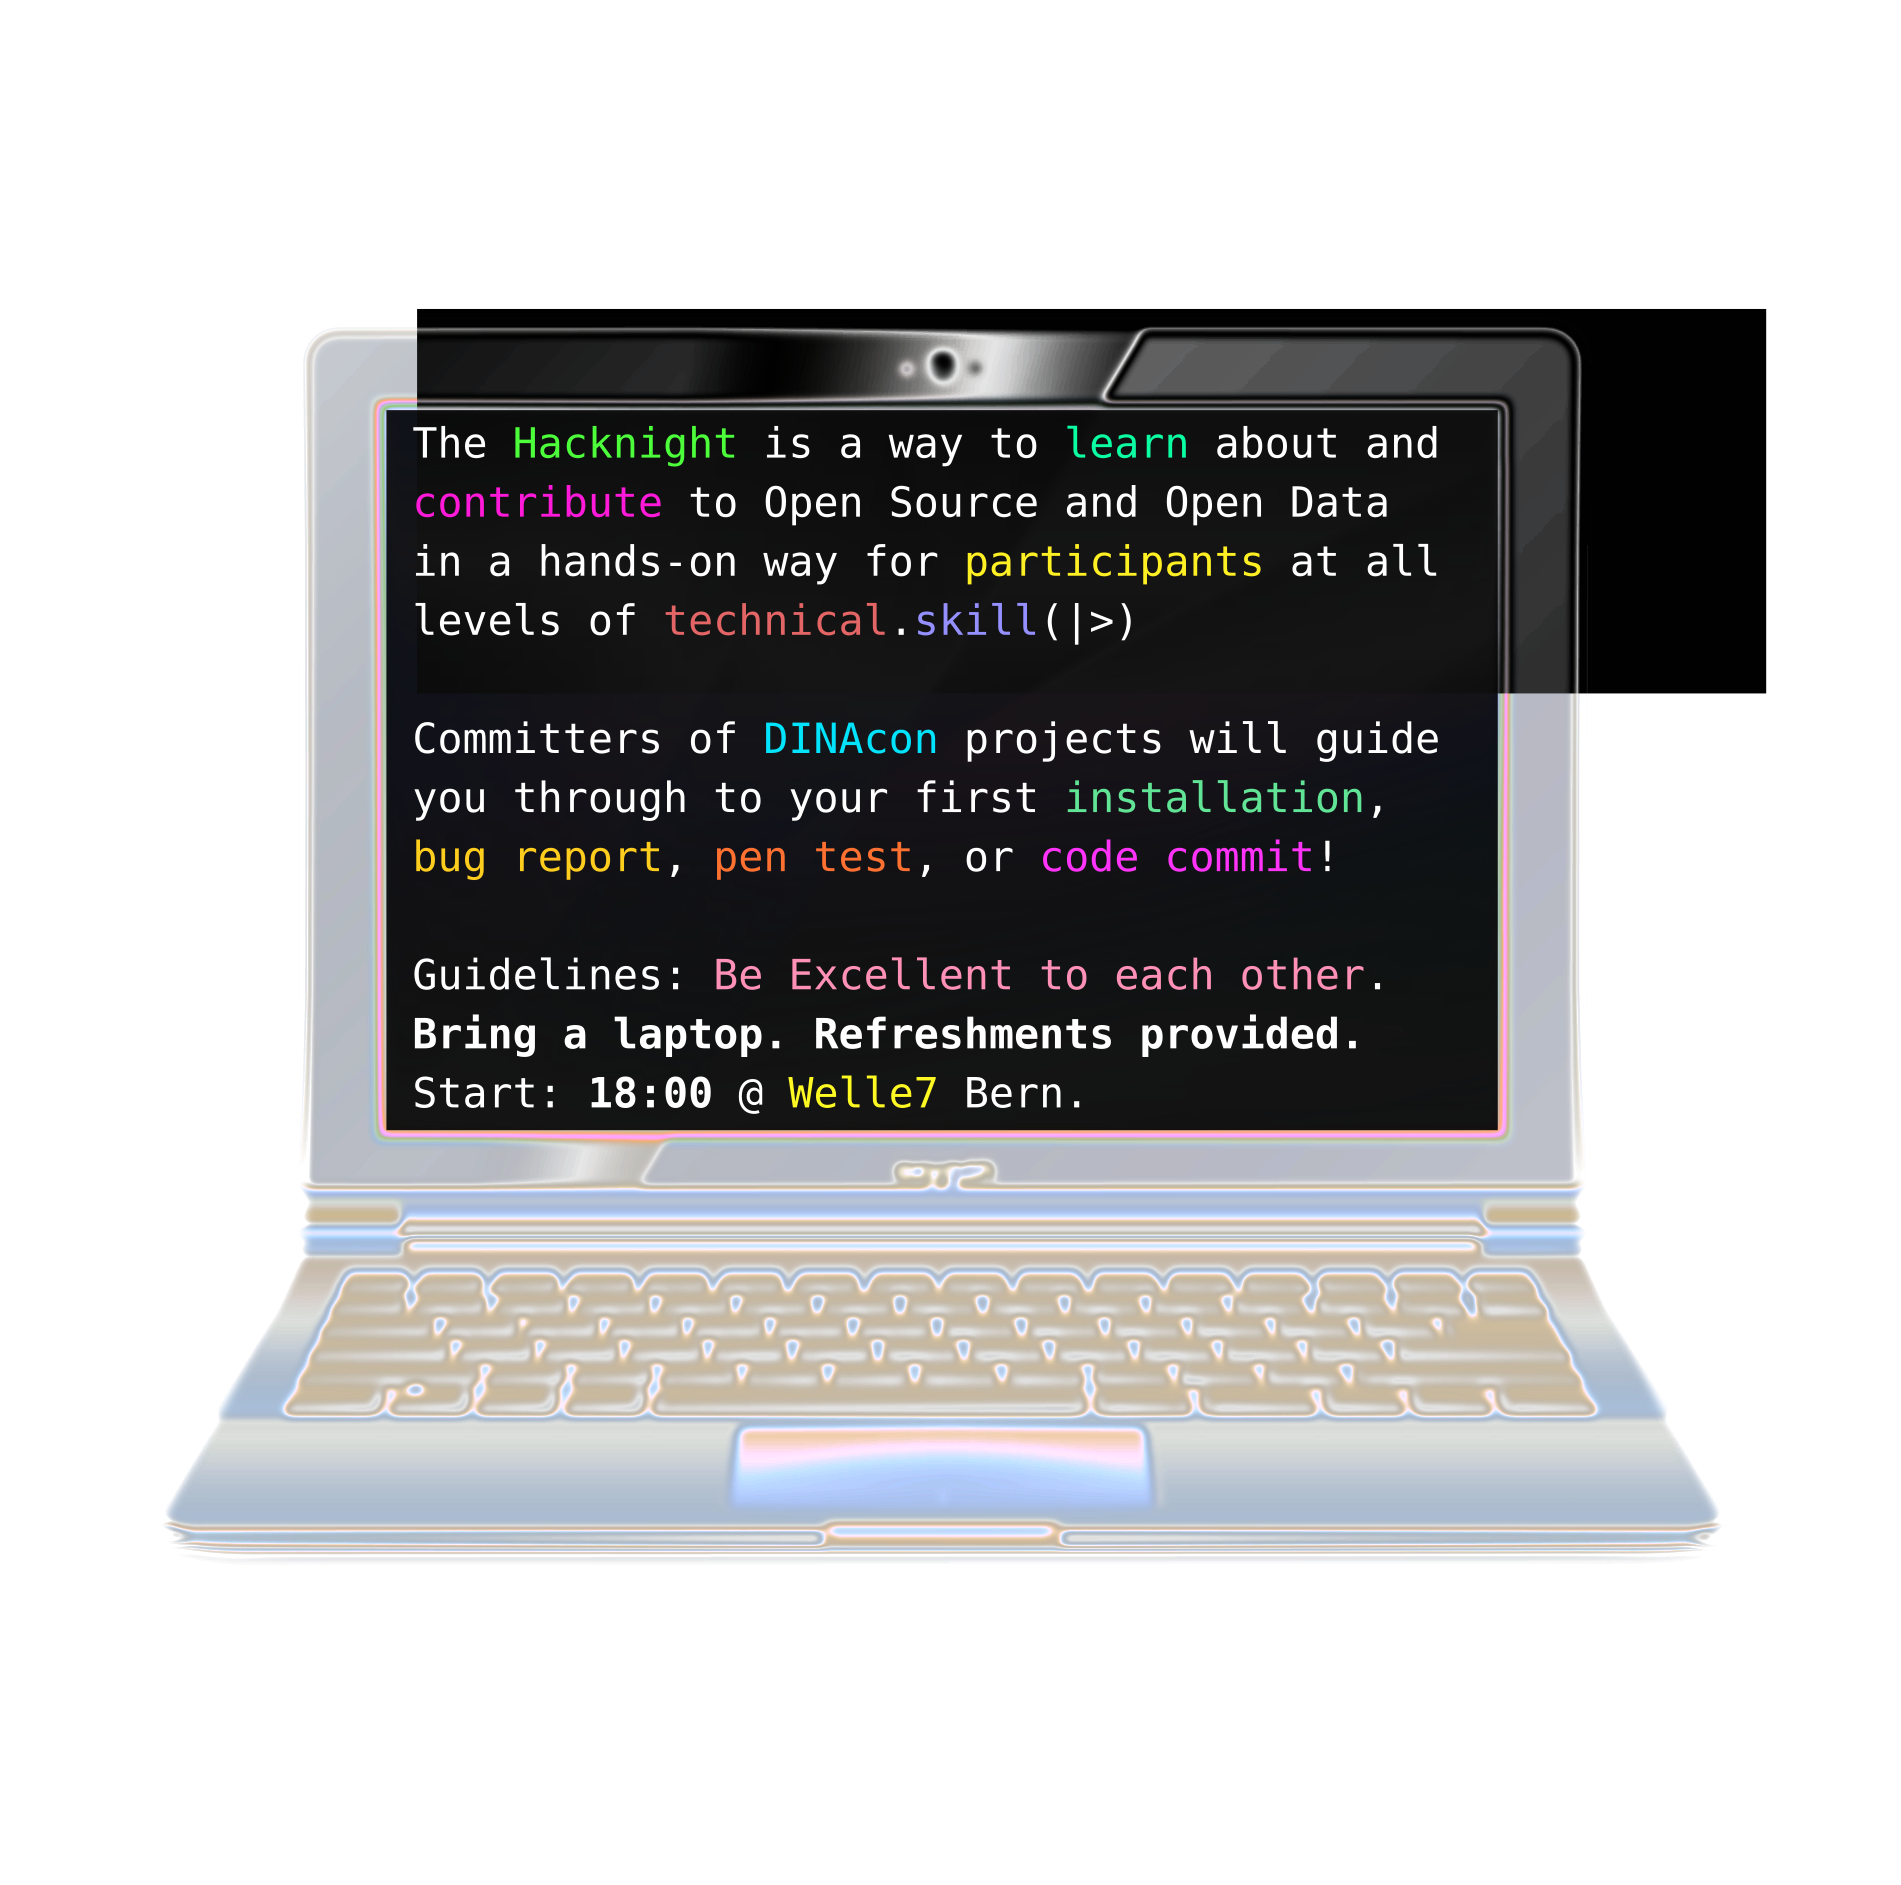 The Hacknight is a way to learn about and
contribute to Open Source and Open Data
in a hands-on way for participants at all
levels of technical.skill(|>)
Committers of DINAcon projects will guide
you through to your first installation,
bug report, pen test, or code commit!
Guidelines: Be Excellent to each other.
Bring a laptop. Refreshments provided.
Start: 18:00 @ Welle7 Bern.